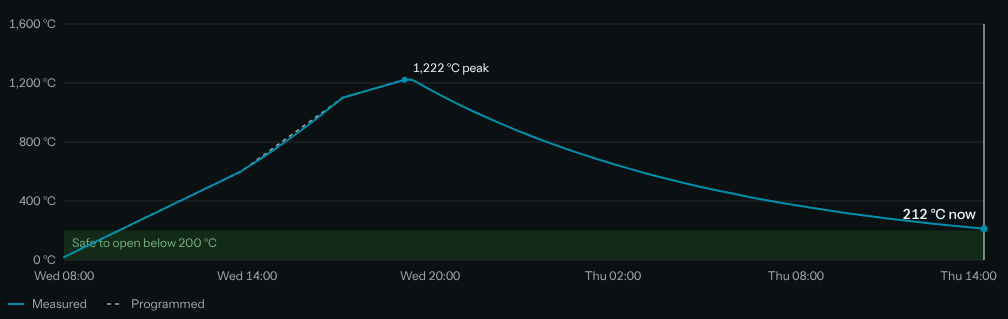 1,600 °C
1,222 °C peak
1,200 °C
800 °C
400 °C
212 °C now
Safe to open below 200 °C
0 °C
Wed 08:00 Wed 14:00 Wed 20:00 Thu 02:00 Thu 08:00 Thu 14:00
Measured Programmed